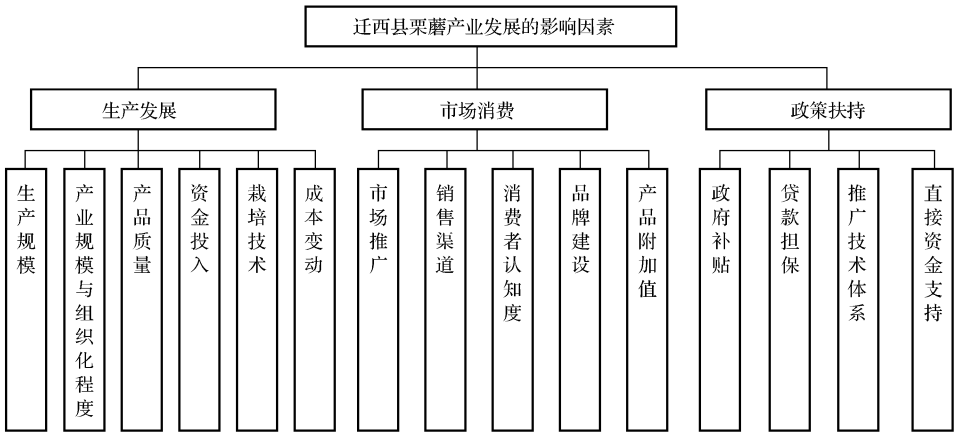 迁西县栗蘑产业发展的影响因素
生产发展
市场消费
政策扶持
生产规模
产业规模与组织化程度
产品质量
资金投入
栽培技术
成本变动
市场推广
销售渠道
消费者认知度
品牌建设
产品附加值
政府补贴
贷款担保
推广技术体系
直接资金支持